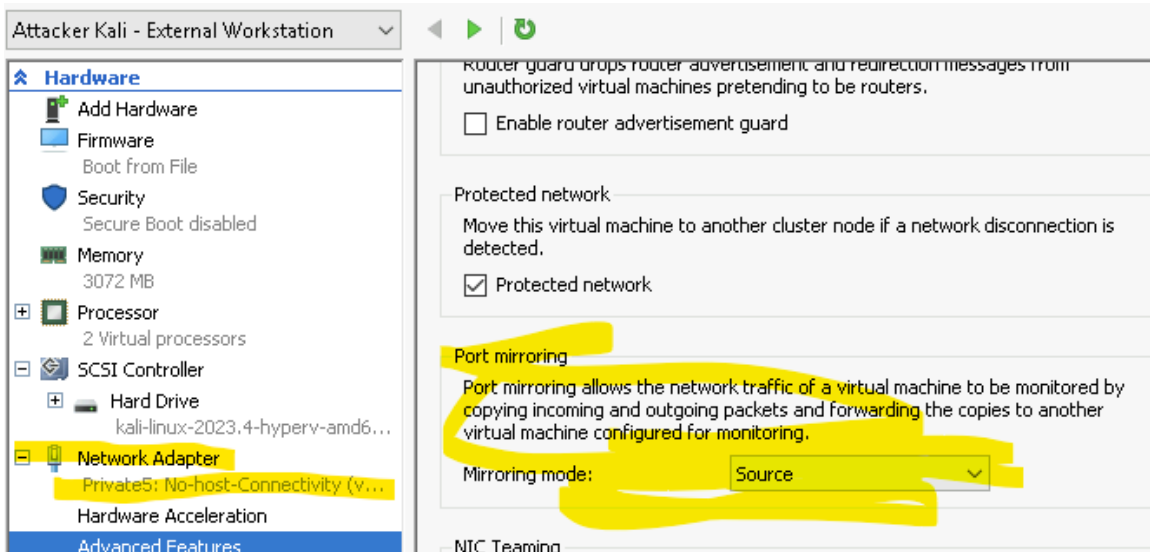 Attacker Kali - External Workstation
Hardware
Add Hardware
Firmware
Boot from File
Security
Secure Boot disabled
Memory
3072 MB
Processor
2 Virtual processors
SCSI Controller
Hard Drive
kali-linux-2023.4-hyperv-amd6...
Network Adapter
Private5: No-host-Connectivity (v...
Hardware Acceleration
Advanced Features
Router guard drops router advertisement and redirection messages from
unauthorized virtual machines pretending to be routers.
Enable router advertisement guard
Protected network
Move this virtual machine to another cluster node if a network disconnection is
detected.
Protected network
Port mirroring
Port mirroring allows the network traffic of a virtual machine to be monitored by
copying incoming and outgoing packets and forwarding the copies to another
virtual machine configured for monitoring.
Mirroring mode: Source
NIC Teaming